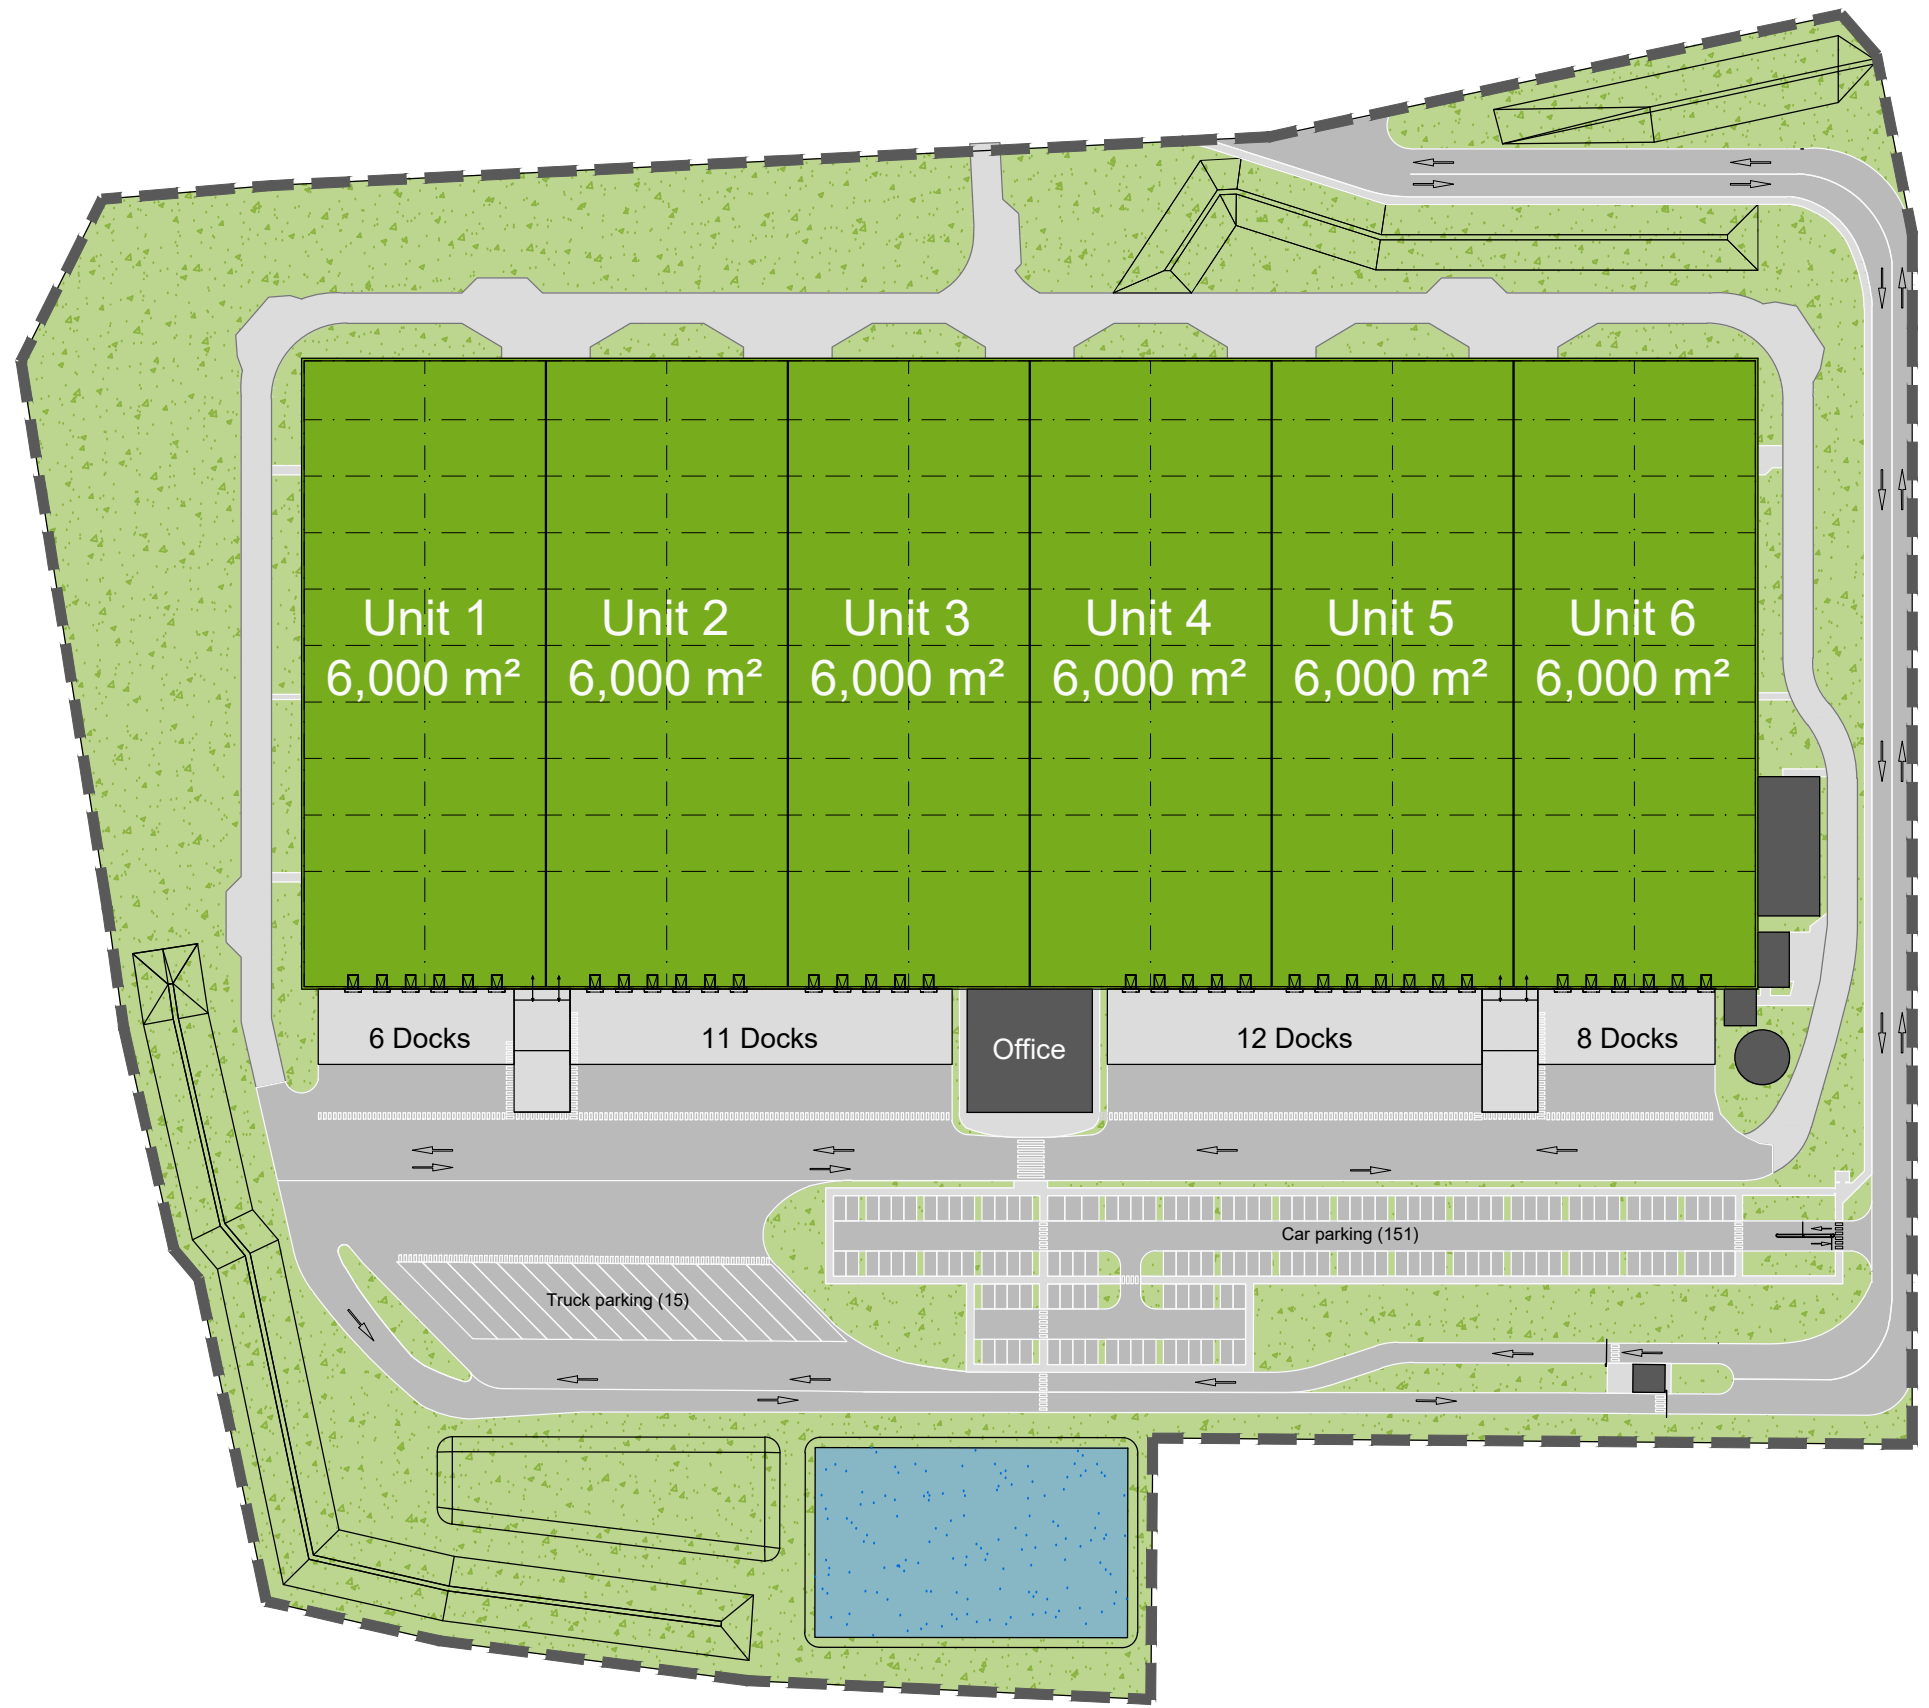 Unit 1
6,000 m²
Unit 2
6,000 m²
Unit 3
6,000 m²
Unit 4
6,000 m²
Unit 5
6,000 m²
Unit 6
6,000 m²
6 Docks
11 Docks
Office
12 Docks
8 Docks
Car parking (151)
Truck parking (15)